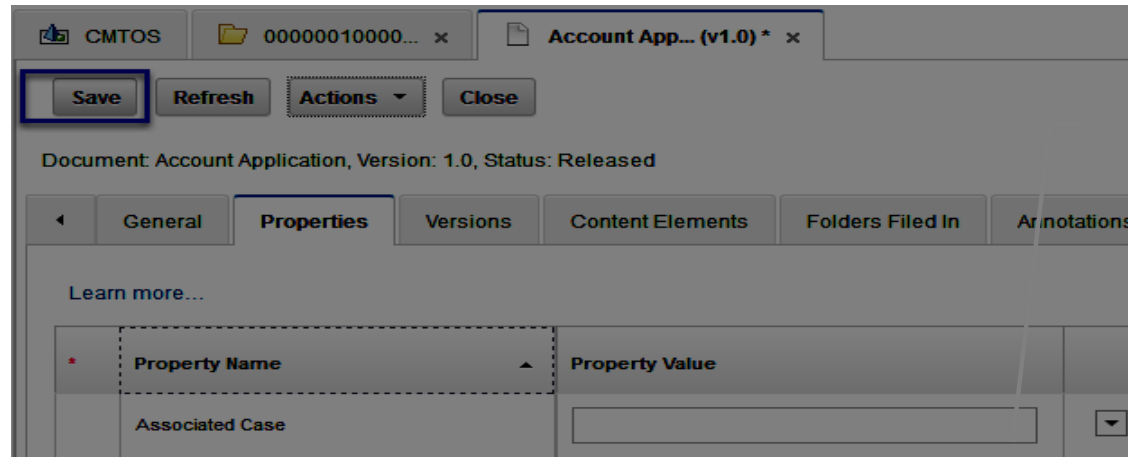 CMTOS 00000010000... × Account App... (v1.0) * ×
Save Refresh Actions Close
Document: Account Application, Version: 1.0, Status: Released
General Properties Versions Content Elements Folders Filed In Annotations
Learn more...
* Property Name Property Value
Associated Case